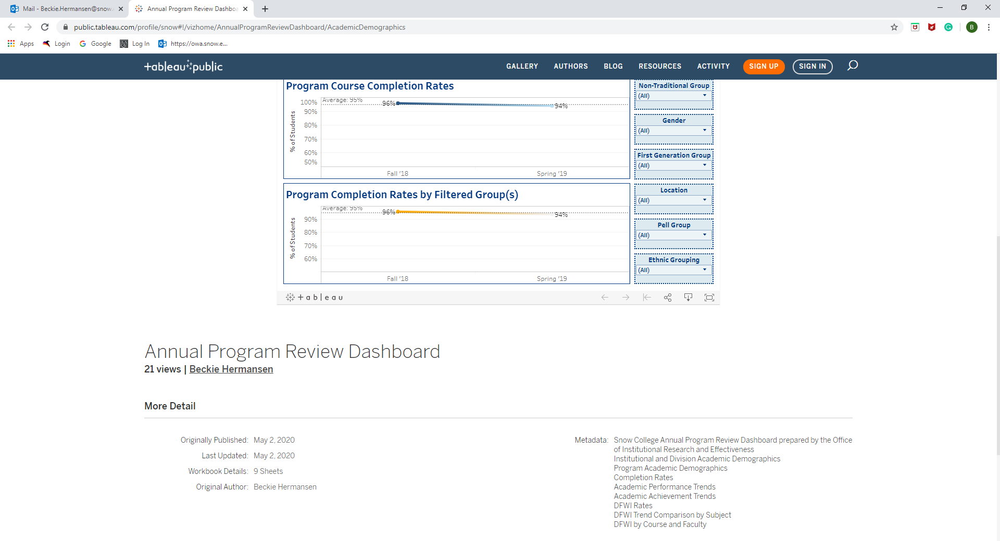 Mail - Beckie.Hermansen@snow.
Annual Program Review Dashbo
public.tableau.com/profile/snow#!/vizhome/AnnualProgramReviewDashboard/AcademicDemographics
B
Apps Login Google Log In https://owa.snow.e...
+ableau public
GALLERY AUTHORS BLOG RESOURCES ACTIVITY SIGN UP SIGN IN
Program Course Completion Rates
Average: 95%
96%
94%
100%
90%
80%
70%
60%
50%
% of Students
Fall '18 Spring '19
Program Completion Rates by Filtered Group(s)
Average: 95%
96%
94%
90%
80%
70%
60%
% of Students
Fall '18 Spring '19
Non-Traditional Group
(All)
Gender
(All)
First Generation Group
(All)
Location
(All)
Pell Group
(All)
Ethnic Grouping
(All)
+ a b l e a u
Annual Program Review Dashboard
21 views | Beckie Hermansen
More Detail
Originally Published: May 2, 2020
Last Updated: May 2, 2020
Workbook Details: 9 Sheets
Original Author: Beckie Hermansen
Metadata: Snow College Annual Program Review Dashboard prepared by the Office
of Institutional Research and Effectiveness
Institutional and Division Academic Demographics
Program Academic Demographics
Completion Rates
Academic Performance Trends
Academic Achievement Trends
DFWI Rates
DFWI Trend Comparison by Subject
DFWI by Course and Faculty